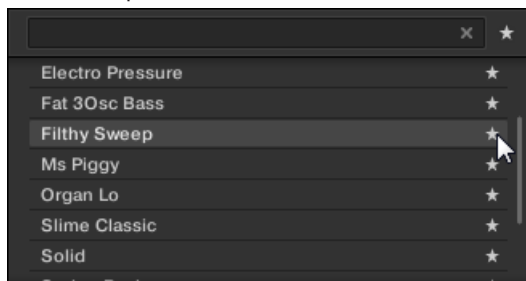 Electro Pressure
Fat 3Osc Bass
Filthy Sweep
Ms Piggy
Organ Lo
Slime Classic
Solid